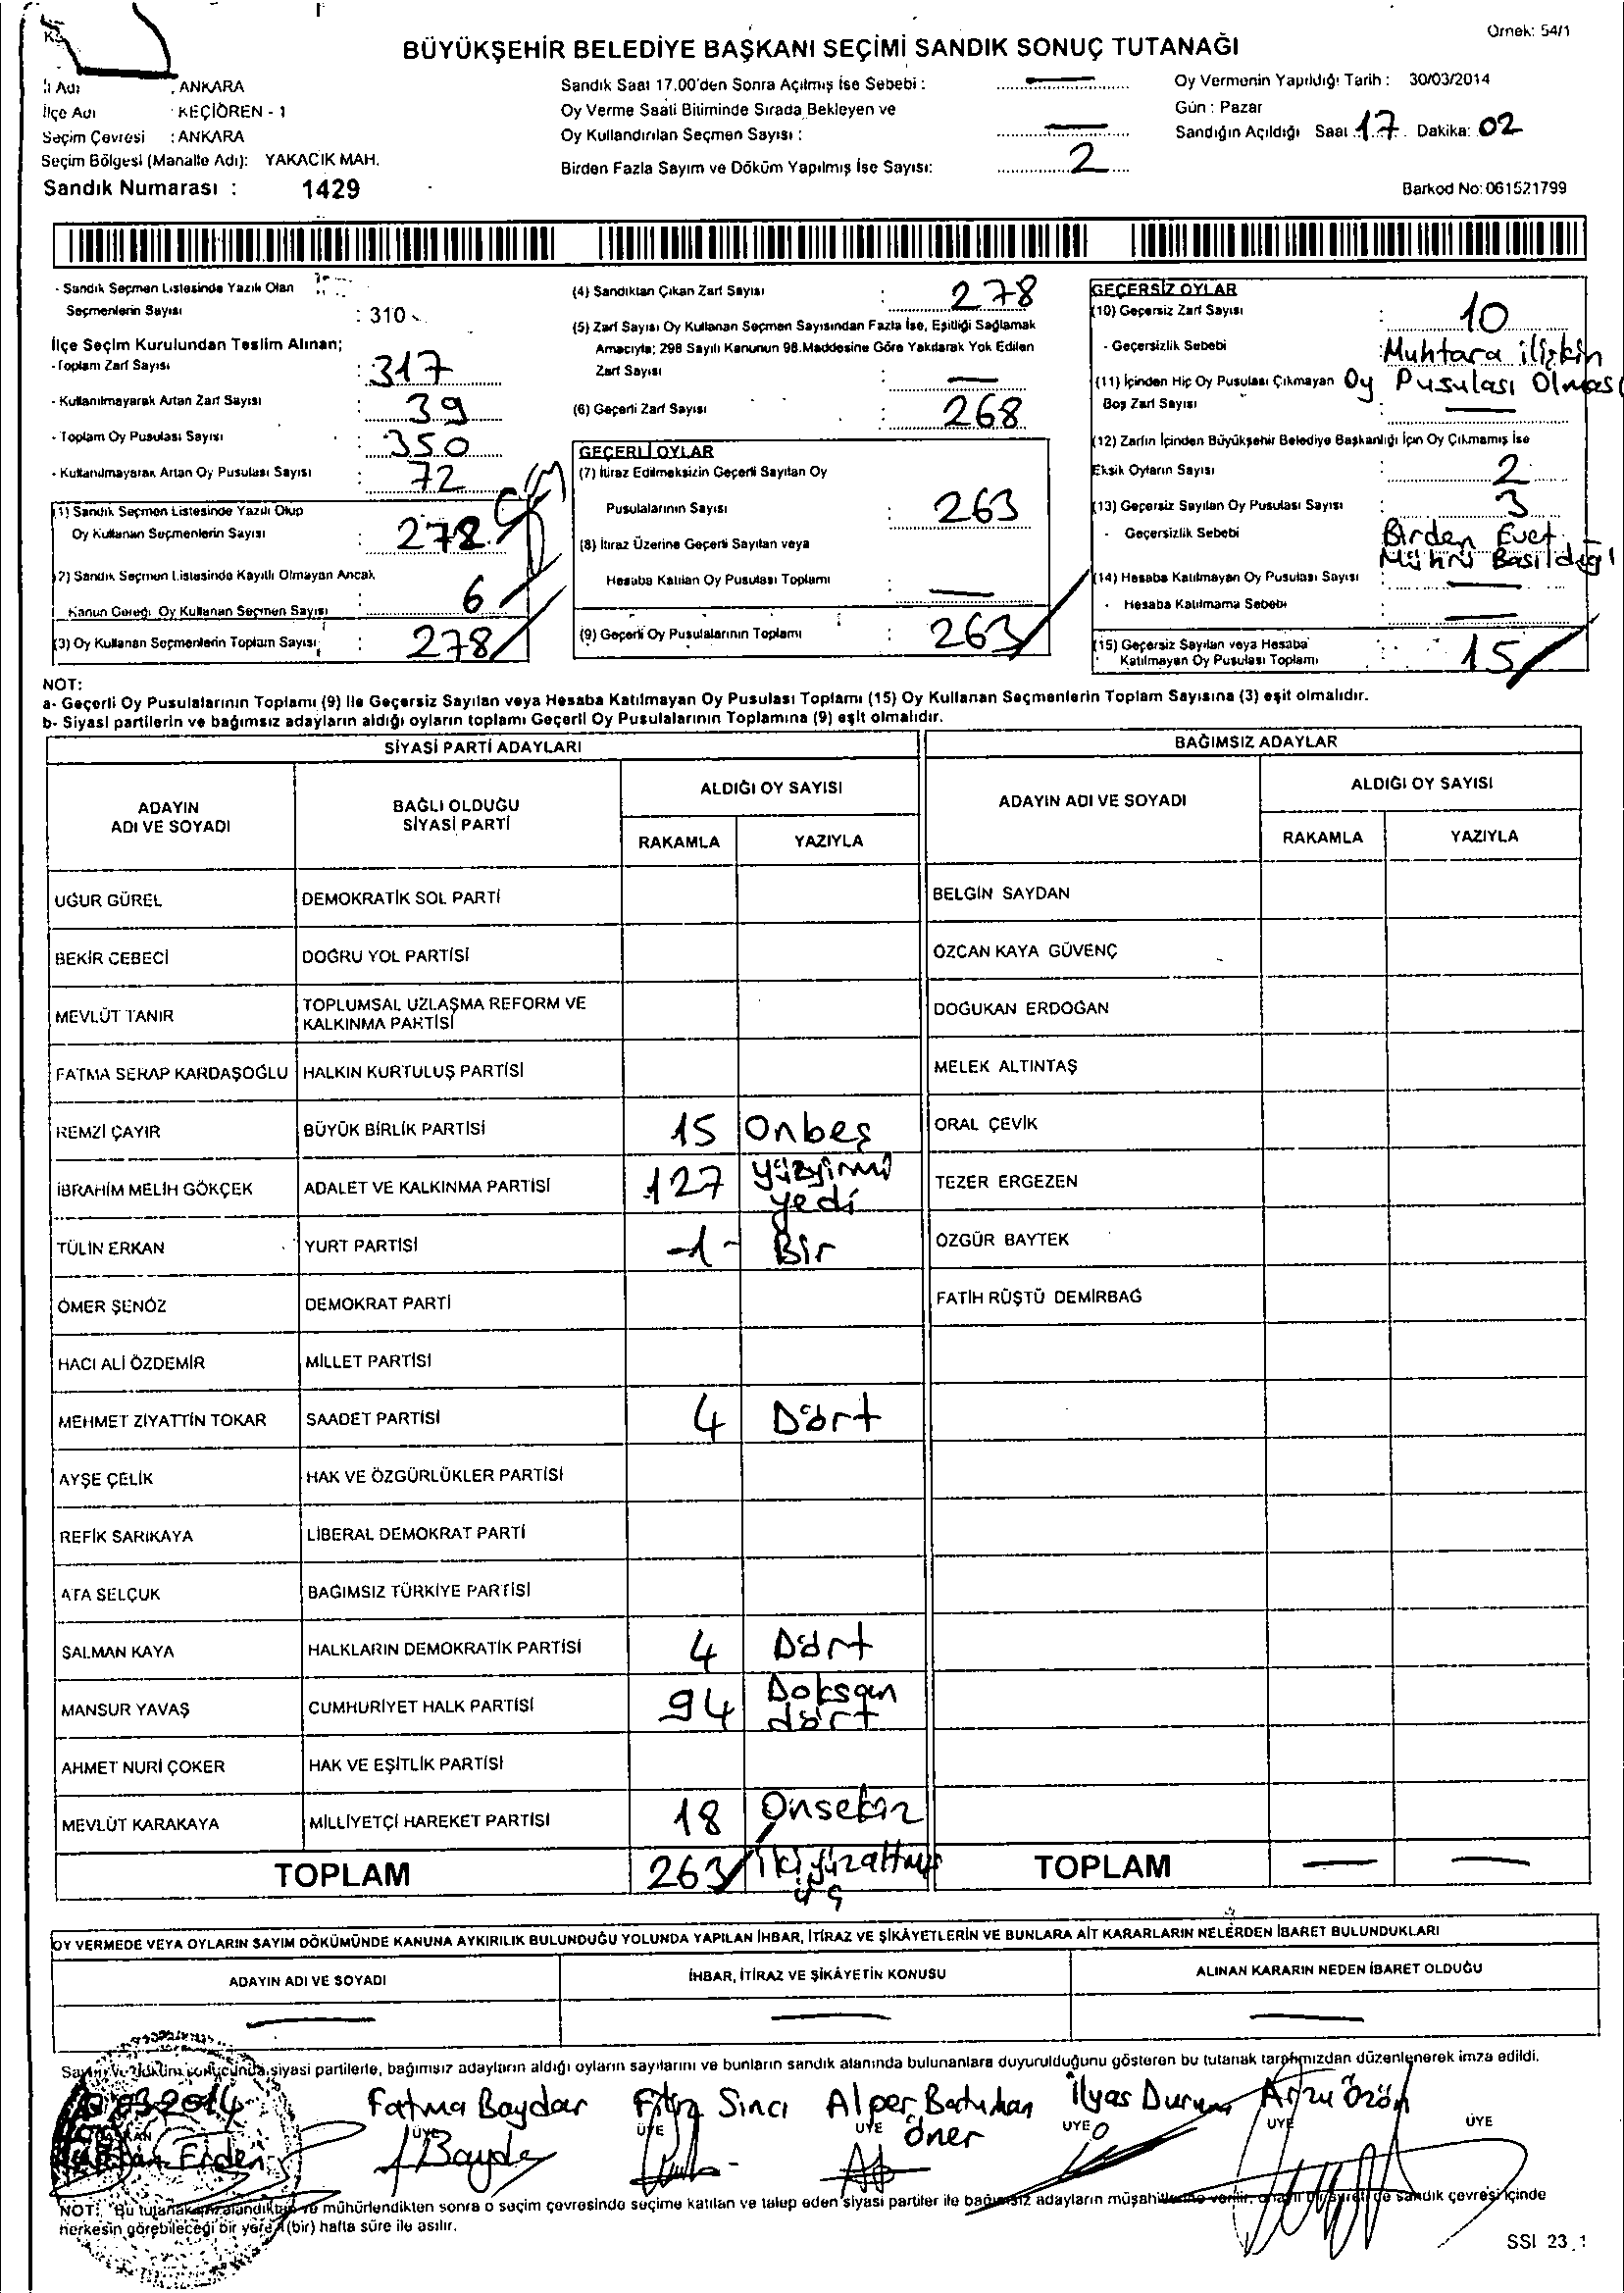 Örnek: 54/1
BÜYÜKŞEHİR BELEDİYE BAŞKANI SEÇİMİ SANDIK SONUÇ TUTANAĞI
İl Adı : ANKARA
İlçe Adı : KEÇİÖREN - 1
Seçim Çevresi : ANKARA
Seçim Bölgesi (Mahalle Adı): YAKACIK MAH.
Sandık Numarası : 1429
Sandık Saat 17.00'den Sonra Açılmış İse Sebebi : —
Oy Verme Saati Bitiminde Sırada Bekleyen ve
Oy Kullandırılan Seçmen Sayısı : —
Birden Fazla Sayım ve Döküm Yapılmış İse Sayısı: 2
Oy Vermenin Yapıldığı Tarih : 30/03/2014
Gün : Pazar
Sandığın Açıldığı Saat 17 Dakika: 02
Barkod No: 061521799
- Sandık Seçmen Listesinde Yazılı Olan
Seçmenlerin Sayısı : 310
İlçe Seçim Kurulundan Teslim Alınan;
- Toplam Zarf Sayısı : 317
- Kullanılmayarak Artan Zarf Sayısı : 39
- Toplam Oy Pusulası Sayısı : 350
- Kullanılmayarak Artan Oy Pusulası Sayısı : 72
(1) Sandık Seçmen Listesinde Yazılı Olup
Oy Kullanan Seçmenlerin Sayısı : 278
(2) Sandık Seçmen Listesinde Kayıtlı Olmayan Ancak
Kanun Gereği Oy Kullanan Seçmen Sayısı : 6
(3) Oy Kullanan Seçmenlerin Toplam Sayısı : 278
(4) Sandıktan Çıkan Zarf Sayısı : 278
(5) Zarf Sayısı Oy Kullanan Seçmen Sayısından Fazla İse, Eşitliği Sağlamak
Amacıyla; 298 Sayılı Kanunun 98.Maddesine Göre Yakılarak Yok Edilen
Zarf Sayısı : —
(6) Geçerli Zarf Sayısı : 268
GEÇERLİ OYLAR
(7) İtiraz Edilmeksizin Geçerli Sayılan Oy
Pusulalarının Sayısı : 263
(8) İtiraz Üzerine Geçerli Sayılan veya
Hesaba Katılan Oy Pusulası Toplamı : —
(9) Geçerli Oy Pusulalarının Toplamı : 263
GEÇERSİZ OYLAR
(10) Geçersiz Zarf Sayısı : 10
- Geçersizlik Sebebi : Muhtara ilişkin
Oy Pusulası Olması
(11) İçinden Hiç Oy Pusulası Çıkmayan
Boş Zarf Sayısı : —
(12) Zarfın İçinden Büyükşehir Belediye Başkanlığı İçin Oy Çıkmamış İse
Eksik Oyların Sayısı : 2
(13) Geçersiz Sayılan Oy Pusulası Sayısı : 3
- Geçersizlik Sebebi : Birden Evet
Mührü Basıldığı
(14) Hesaba Katılmayan Oy Pusulası Sayısı : —
- Hesaba Katılmama Sebebi : —
(15) Geçersiz Sayılan veya Hesaba
Katılmayan Oy Pusulası Toplamı : 15
NOT:
a- Geçerli Oy Pusulalarının Toplamı (9) İle Geçersiz Sayılan veya Hesaba Katılmayan Oy Pusulası Toplamı (15) Oy Kullanan Seçmenlerin Toplam Sayısına (3) eşit olmalıdır.
b- Siyasi partilerin ve bağımsız adayların aldığı oyların toplamı Geçerli Oy Pusulalarının Toplamına (9) eşit olmalıdır.
SİYASİ PARTİ ADAYLARI
ADAYIN ADI VE SOYADI BAĞLI OLDUĞU SİYASİ PARTİ ALDIĞI OY SAYISI
RAKAMLA YAZIYLA
UĞUR GÜREL DEMOKRATİK SOL PARTİ
BEKİR CEBECİ DOĞRU YOL PARTİSİ
MEVLÜT TANIR TOPLUMSAL UZLAŞMA REFORM VE KALKINMA PARTİSİ
FATMA SERAP KARDAŞOĞLU HALKIN KURTULUŞ PARTİSİ
REMZİ ÇAYIR BÜYÜK BİRLİK PARTİSİ 15 Onbeş
İBRAHİM MELİH GÖKÇEK ADALET VE KALKINMA PARTİSİ 127 yüzyirmi yedi
TÜLİN ERKAN YURT PARTİSİ -1- Bir
ÖMER ŞENÖZ DEMOKRAT PARTİ
HACI ALİ ÖZDEMİR MİLLET PARTİSİ
MEHMET ZİYATTİN TOKAR SAADET PARTİSİ 4 Dört
AYŞE ÇELİK HAK VE ÖZGÜRLÜKLER PARTİSİ
REFİK SARIKAYA LİBERAL DEMOKRAT PARTİ
ATA SELÇUK BAĞIMSIZ TÜRKİYE PARTİSİ
SALMAN KAYA HALKLARIN DEMOKRATİK PARTİSİ 4 Dört
MANSUR YAVAŞ CUMHURİYET HALK PARTİSİ 94 Doksan dört
AHMET NURİ ÇOKER HAK VE EŞİTLİK PARTİSİ
MEVLÜT KARAKAYA MİLLİYETÇİ HAREKET PARTİSİ 18 Onsekiz
TOPLAM 263 ikiyüzaltmış üç
BAĞIMSIZ ADAYLAR
ADAYIN ADI VE SOYADI ALDIĞI OY SAYISI
RAKAMLA YAZIYLA
BELGİN SAYDAN
ÖZCAN KAYA GÜVENÇ
DOĞUKAN ERDOĞAN
MELEK ALTINTAŞ
ORAL ÇEVİK
TEZER ERGEZEN
ÖZGÜR BAYTEK
FATİH RÜŞTÜ DEMİRBAĞ
TOPLAM — —
OY VERMEDE VEYA OYLARIN SAYIM DÖKÜMÜNDE KANUNA AYKIRILIK BULUNDUĞU YOLUNDA YAPILAN İHBAR, İTİRAZ VE ŞİKÂYETLERİN VE BUNLARA AİT KARARLARIN NELERDEN İBARET BULUNDUKLARI
ADAYIN ADI VE SOYADI İHBAR, İTİRAZ VE ŞİKÂYETİN KONUSU ALINAN KARARIN NEDEN İBARET OLDUĞU
— — —
Sayım ve döküm sonucunda siyasi partilerle, bağımsız adayların aldığı oyların sayılarını ve bunların sandık alanında bulunanlara duyurulduğunu gösteren bu tutanak tarafımızdan düzenlenerek imza edildi.
03.2014 Fatma Baydar Sinci Alper Batuhan Öner İlyas Arzu Özön
BAŞKAN ÜYE ÜYE ÜYE ÜYE ÜYE ÜYE
Erden Bayda
NOT: Bu tutanak onaylandıktan ve mühürlendikten sonra o seçim çevresinde seçime katılan ve talep eden siyasi partiler ile bağımsız adayların müşahitlerine verilir, onaylı bir sureti de sandık çevresi içinde
herkesin görebileceği bir yere 1 (bir) hafta süre ile asılır.
SSI 23_1